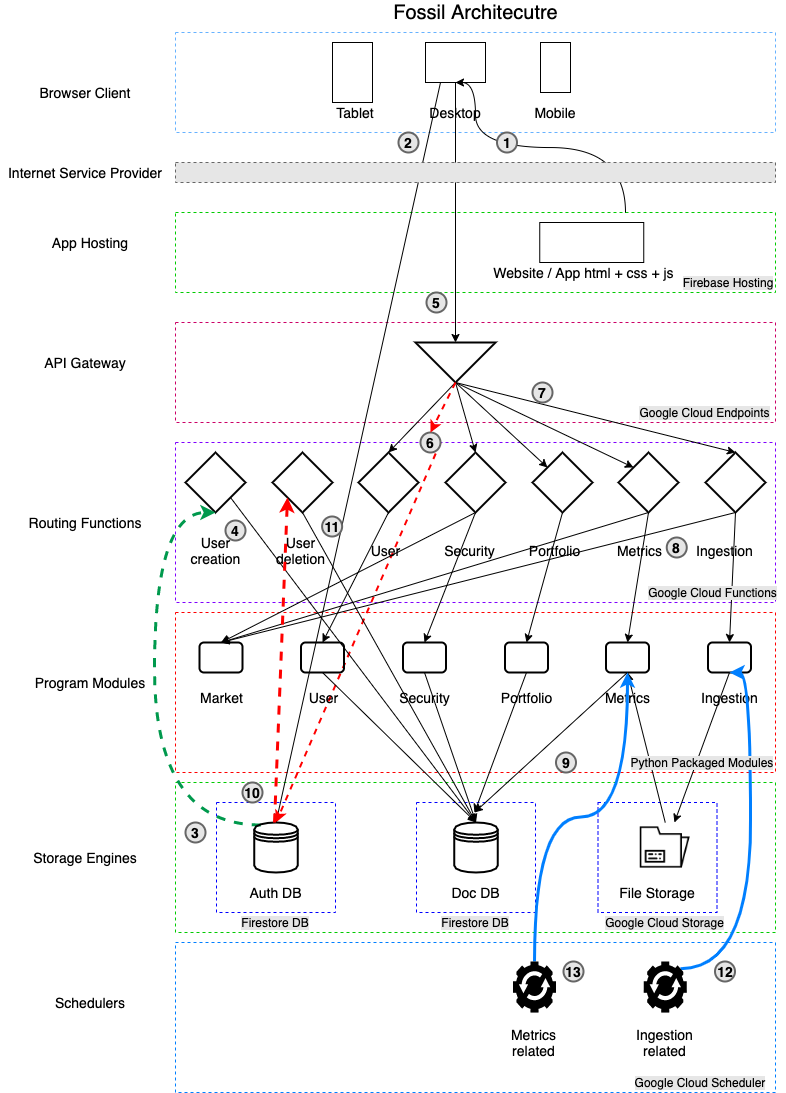 Fossil Architecutre
Browser Client
Tablet
Desktop
Mobile
2
1
Internet Service Provider
App Hosting
Website / App html + css + js
Firebase Hosting
5
API Gateway
7
Google Cloud Endpoints
6
Routing Functions
4
11
8
User
creation
User
deletion
User
Security
Portfolio
Metrics
Ingestion
Google Cloud Functions
Program Modules
Market
User
Security
Portfolio
Metrics
Ingestion
9
Python Packaged Modules
10
3
Storage Engines
Auth DB
Doc DB
File Storage
Firestore DB
Firestore DB
Google Cloud Storage
Schedulers
13
12
Metrics
related
Ingestion
related
Google Cloud Scheduler